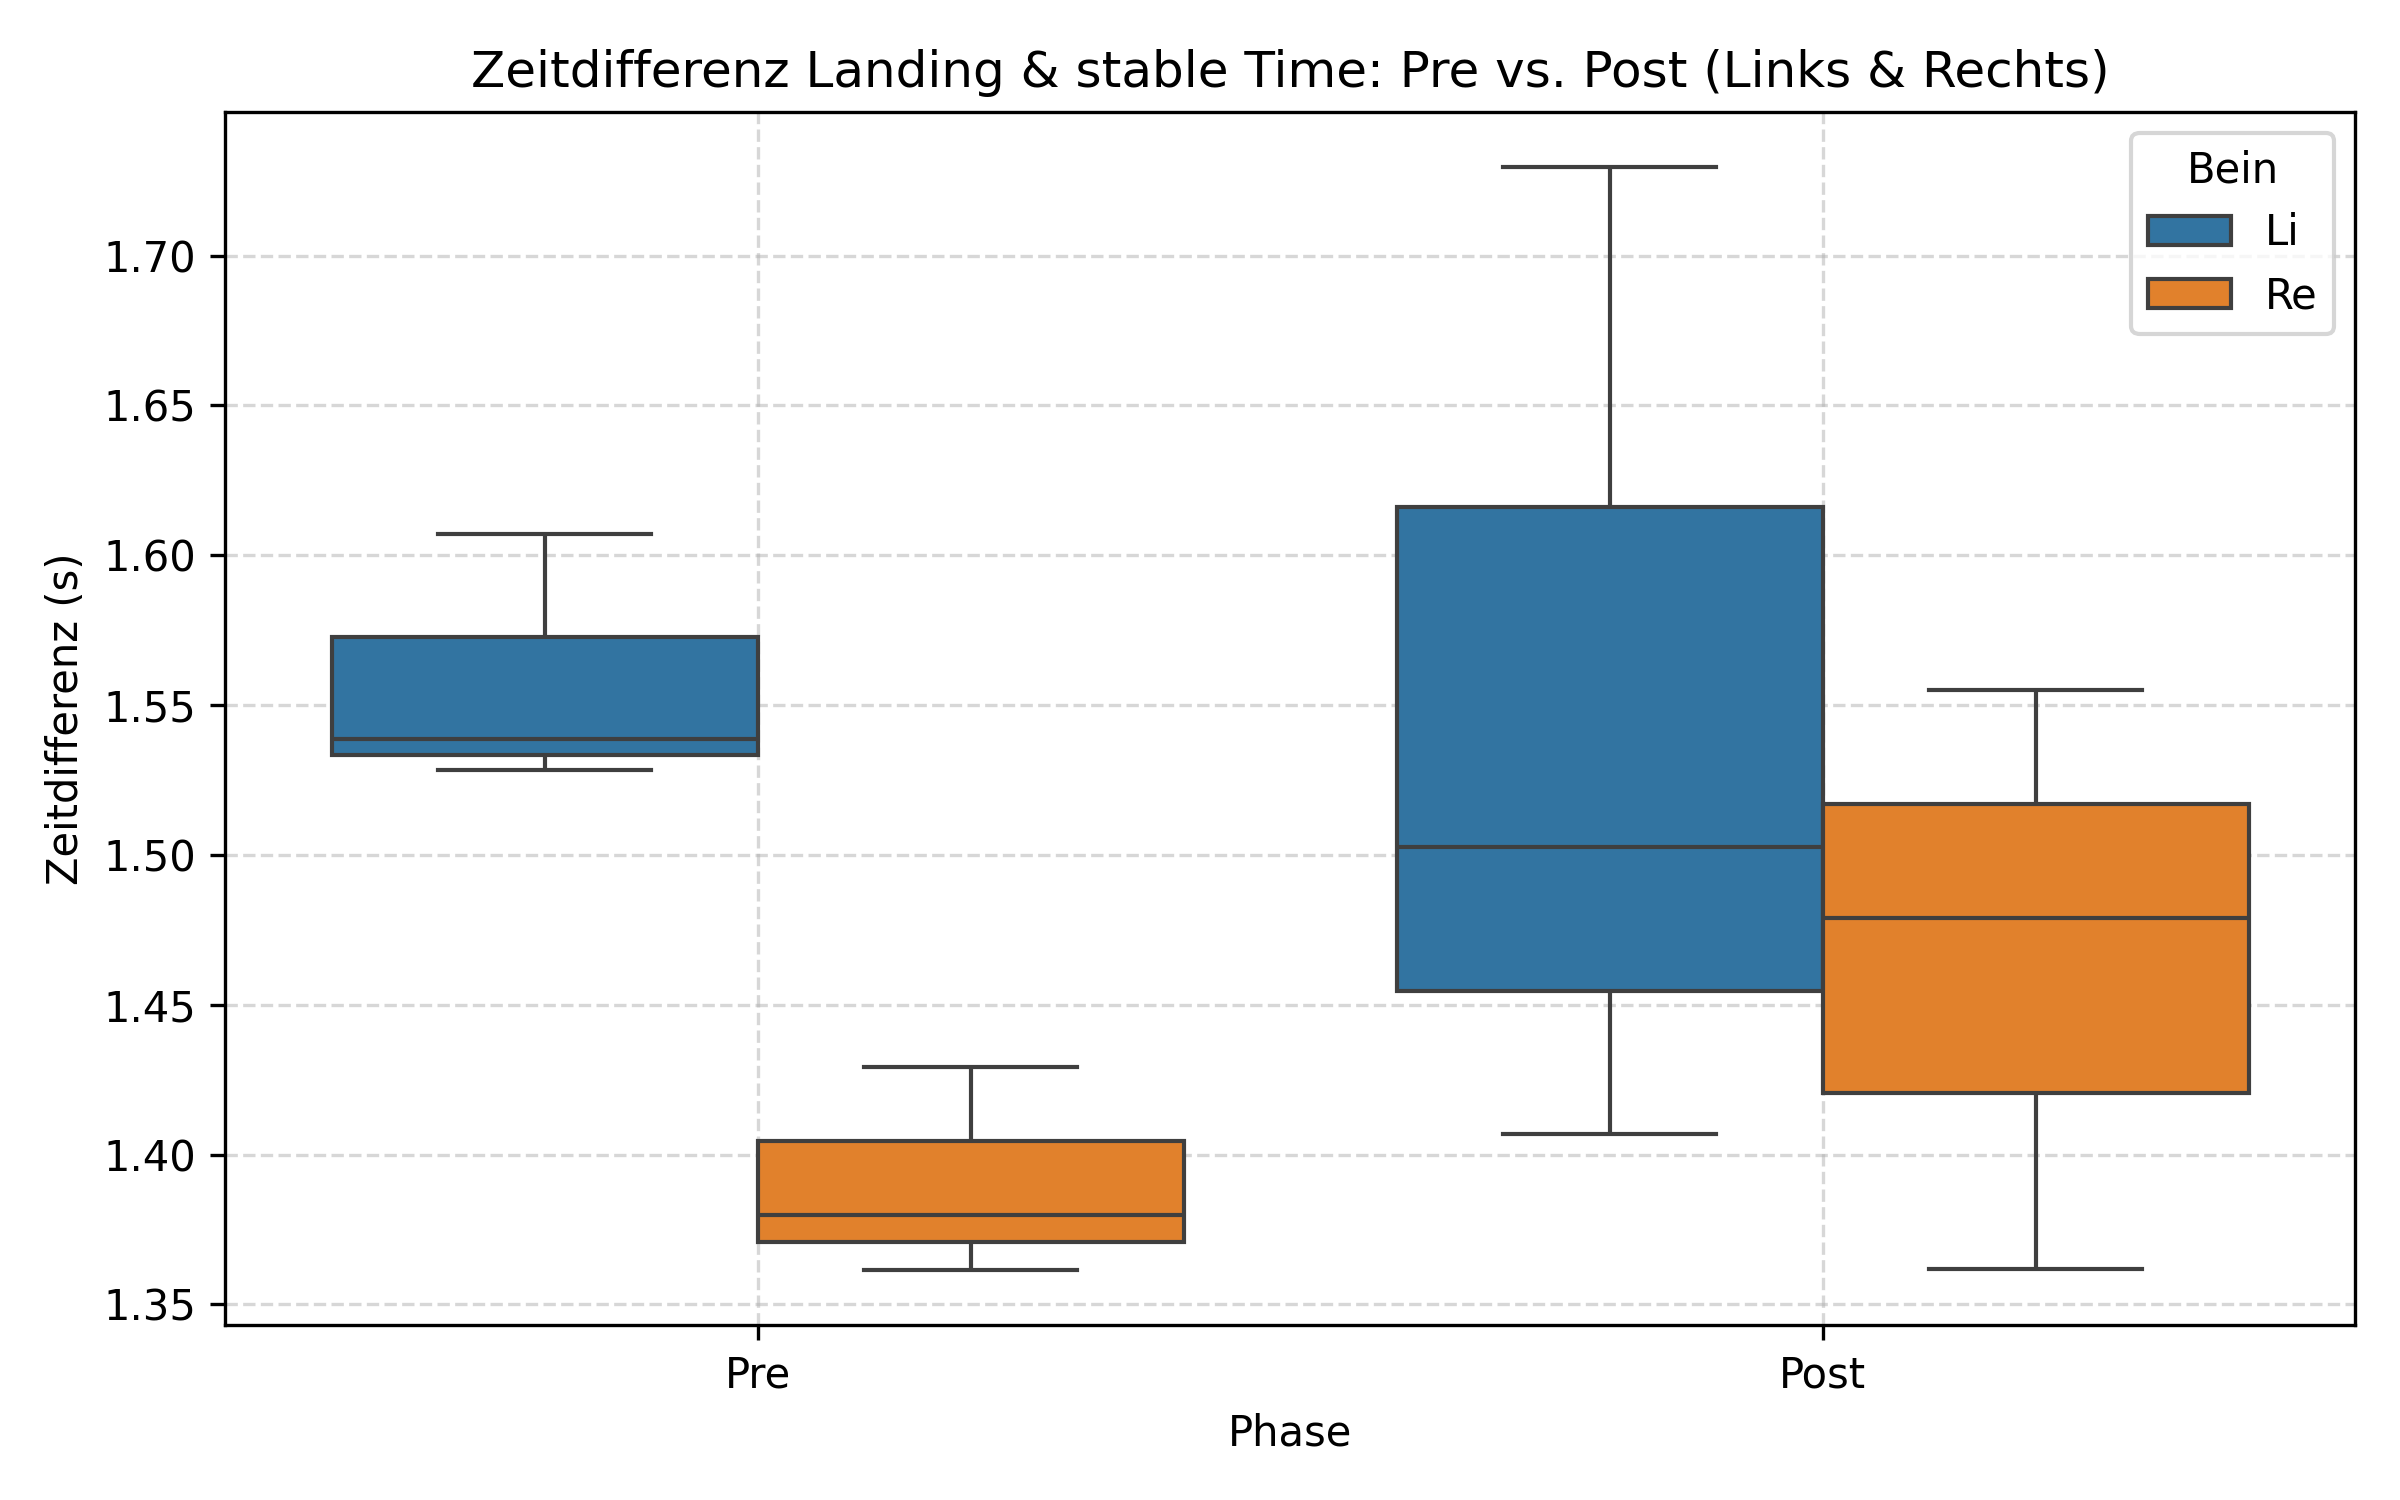 Zeitdifferenz Landing & stable Time: Pre vs. Post (Links & Rechts)
Bein
Li
Re
Zeitdifferenz (s)
1.70
1.65
1.60
1.55
1.50
1.45
1.40
1.35
Pre
Post
Phase